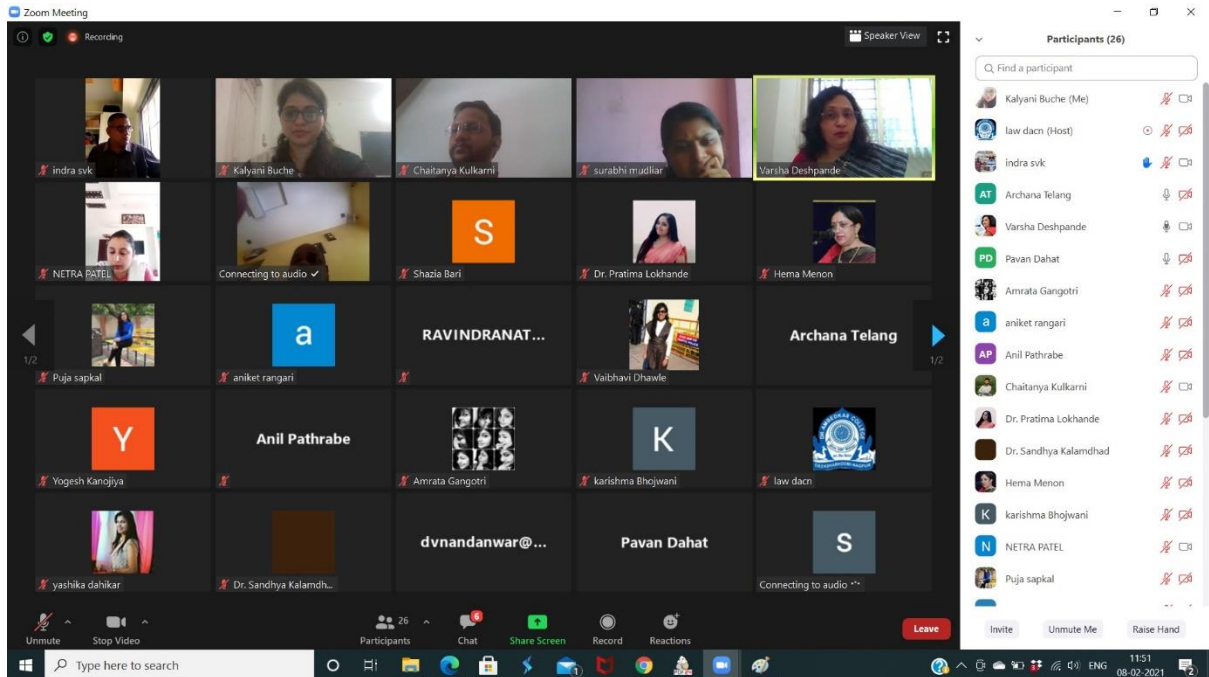 Zoom Meeting
Recording
Speaker View
indra svk
Kalyani Buche
Chaitanya Kulkarni
surabhi mudliar
Varsha Deshpande
NETRA PATEL
Connecting to audio
S
Shazia Bari
Dr. Pratima Lokhande
Hema Menon
1/2
Puja sapkal
a
aniket rangari
RAVINDRANAT...
Vaibhavi Dhawle
Archana Telang
1/2
Y
Yogesh Kanojiya
Anil Pathrabe
Amrata Gangotri
K
karishma Bhojwani
law dacn
yashika dahikar
Dr. Sandhya Kalamdh...
dvnandanwar@...
Pavan Dahat
S
Connecting to audio
Unmute
Stop Video
26
Participants
6
Chat
Share Screen
Record
Reactions
Leave
Participants (26)
Find a participant
Kalyani Buche (Me)
law dacn (Host)
indra svk
AT Archana Telang
Varsha Deshpande
PD Pavan Dahat
Amrata Gangotri
a aniket rangari
AP Anil Pathrabe
Chaitanya Kulkarni
Dr. Pratima Lokhande
Dr. Sandhya Kalamdhad
Hema Menon
K karishma Bhojwani
N NETRA PATEL
Puja sapkal
Invite Unmute Me Raise Hand
Type here to search
ENG
11:51
08-02-2021
2